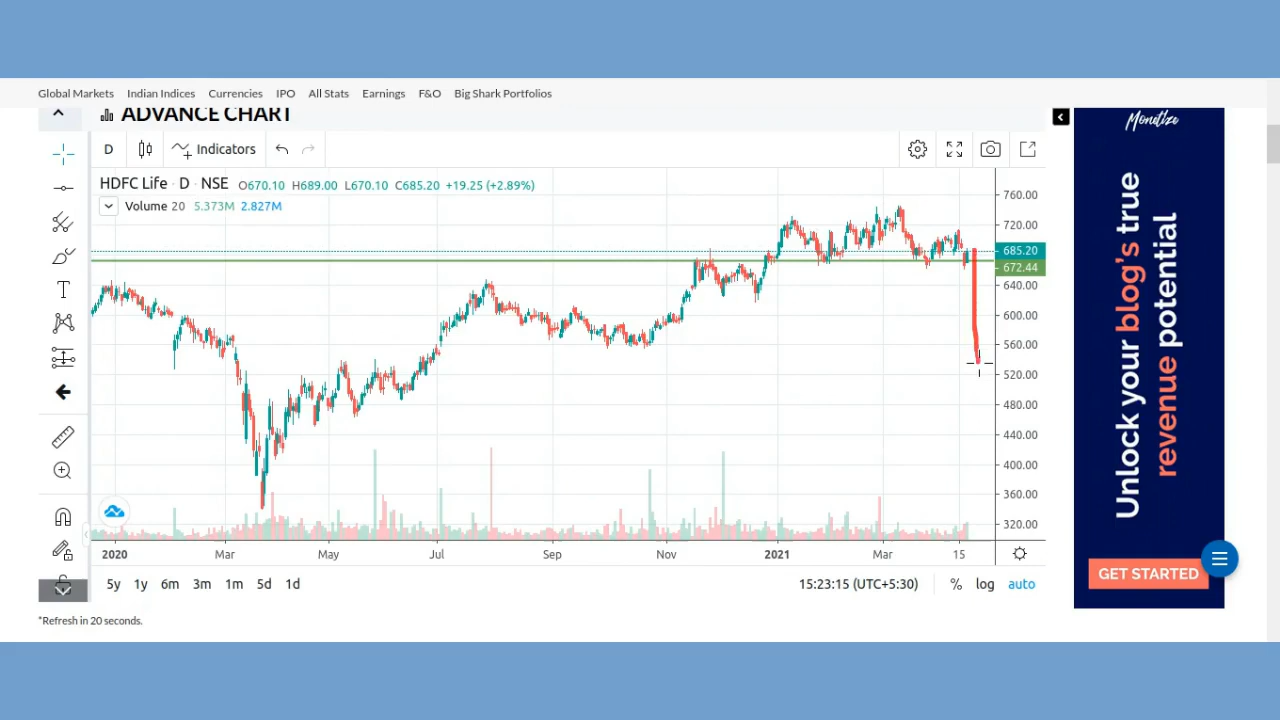 Global Markets Indian Indices Currencies IPO All Stats Earnings F&O Big Shark Portfolios
ADVANCE CHART
D Indicators
HDFC Life · D · NSE O670.10 H689.00 L670.10 C685.20 +19.25 (+2.89%)
Volume 20 5.373M 2.827M
760.00
720.00
685.20
672.44
640.00
600.00
560.00
520.00
480.00
440.00
400.00
360.00
320.00
2020 Mar May Jul Sep Nov 2021 Mar 15
5y 1y 6m 3m 1m 5d 1d 15:23:15 (UTC+5:30) % log auto
*Refresh in 20 seconds.
Monetize
Unlock your blog's true
revenue potential
GET STARTED